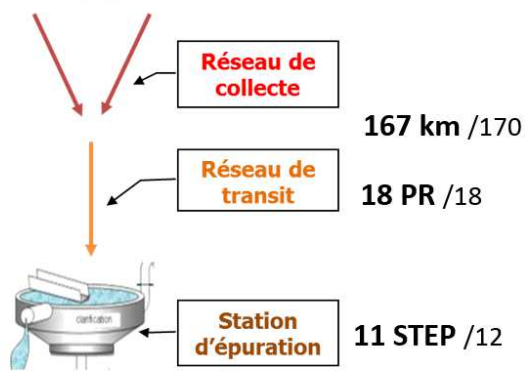 Réseau de
collecte
167 km /170
Réseau de
transit
18 PR /18
clarification
Station
d'épuration
11 STEP /12